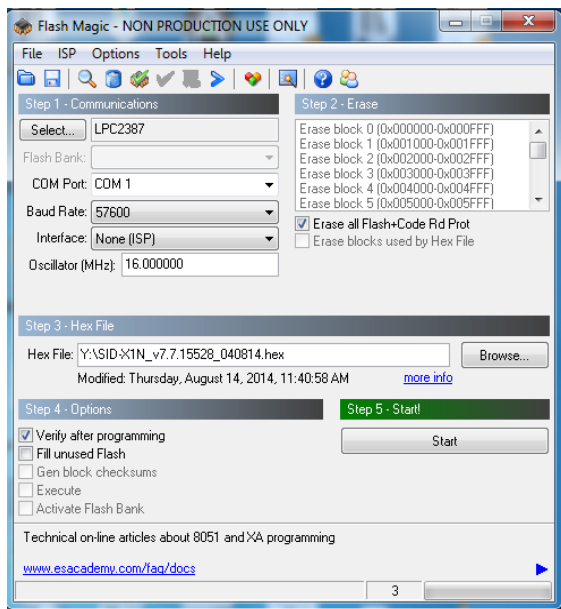 Flash Magic - NON PRODUCTION USE ONLY
File ISP Options Tools Help
Step 1 - Communications
Select... LPC2387
Flash Bank:
COM Port: COM 1
Baud Rate: 57600
Interface: None (ISP)
Oscillator (MHz): 16.000000
Step 2 - Erase
Erase block 0 (0x000000-0x000FFF)
Erase block 1 (0x001000-0x001FFF)
Erase block 2 (0x002000-0x002FFF)
Erase block 3 (0x003000-0x003FFF)
Erase block 4 (0x004000-0x004FFF)
Erase block 5 (0x005000-0x005FFF)
Erase all Flash+Code Rd Prot
Erase blocks used by Hex File
Step 3 - Hex File
Hex File: Y:\SID-X1N_v7.7.15528_040814.hex Browse...
Modified: Thursday, August 14, 2014, 11:40:58 AM more info
Step 4 - Options
Verify after programming
Fill unused Flash
Gen block checksums
Execute
Activate Flash Bank
Step 5 - Start!
Start
Technical on-line articles about 8051 and XA programming
www.esacademy.com/faq/docs
3